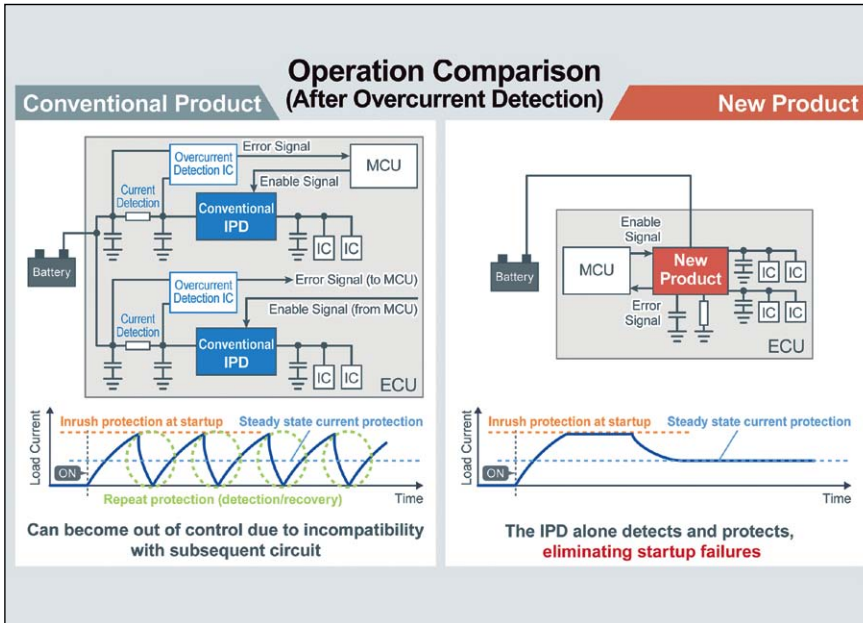 Operation Comparison
(After Overcurrent Detection)
Conventional Product
New Product
Overcurrent
Detection IC
Error Signal
MCU
Enable Signal
Current
Detection
Conventional
IPD
IC
IC
Battery
Overcurrent
Detection IC
Error Signal (to MCU)
Enable Signal (from MCU)
Current
Detection
Conventional
IPD
IC
IC
ECU
Load Current
Inrush protection at startup
Steady state current protection
ON
Repeat protection (detection/recovery)
Time
Can become out of control due to incompatibility
with subsequent circuit
Battery
Enable
Signal
MCU
New
Product
IC
IC
Error
Signal
IC
IC
ECU
Load Current
Inrush protection at startup
Steady state current protection
ON
Time
The IPD alone detects and protects,
eliminating startup failures